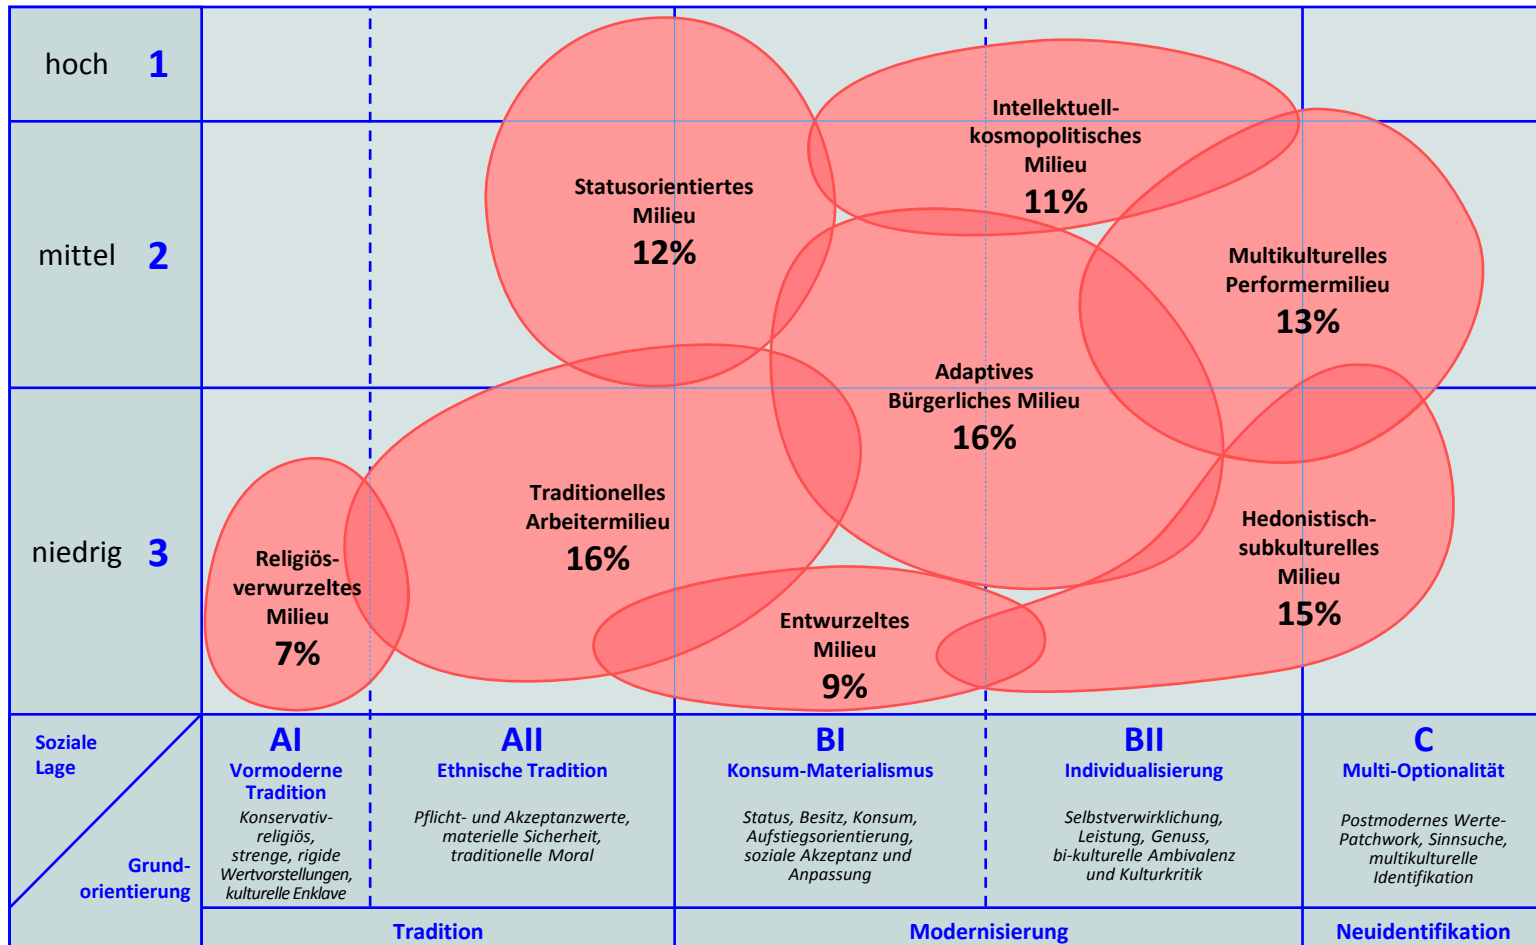 hoch 1
mittel 2
niedrig 3
Statusorientiertes
Milieu
12%
Intellektuell-
kosmopolitisches
Milieu
11%
Multikulturelles
Performermilieu
13%
Adaptives
Bürgerliches Milieu
16%
Traditionelles
Arbeitermilieu
16%
Religiös-
verwurzeltes
Milieu
7%
Entwurzeltes
Milieu
9%
Hedonistisch-
subkulturelles
Milieu
15%
Soziale
Lage
Grund-
orientierung
AI
Vormoderne
Tradition
Konservativ-
religiös,
strenge, rigide
Wertvorstellungen,
kulturelle Enklave
AII
Ethnische Tradition
Pflicht- und Akzeptanzwerte,
materielle Sicherheit,
traditionelle Moral
BI
Konsum-Materialismus
Status, Besitz, Konsum,
Aufstiegsorientierung,
soziale Akzeptanz und
Anpassung
BII
Individualisierung
Selbstverwirklichung,
Leistung, Genuss,
bi-kulturelle Ambivalenz
und Kulturkritik
C
Multi-Optionalität
Postmodernes Werte-
Patchwork, Sinnsuche,
multikulturelle
Identifikation
Tradition
Modernisierung
Neuidentifikation